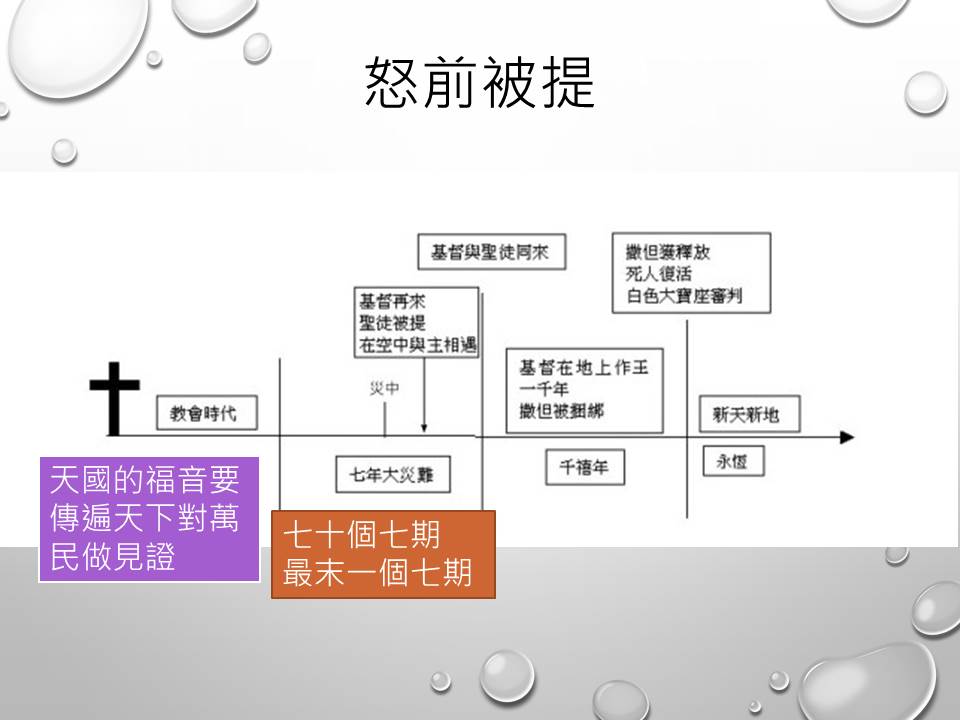 怒前被提
基督與聖徒同來
撒但獲釋放
死人復活
白色大寶座審判
基督再來
聖徒被提
在空中與主相遇
災中
基督在地上作王
一千年
撒但被捆綁
教會時代
新天新地
七年大災難
千禧年
永恆
天國的福音要
傳遍天下對萬
民做見證
七十個七期
最末一個七期